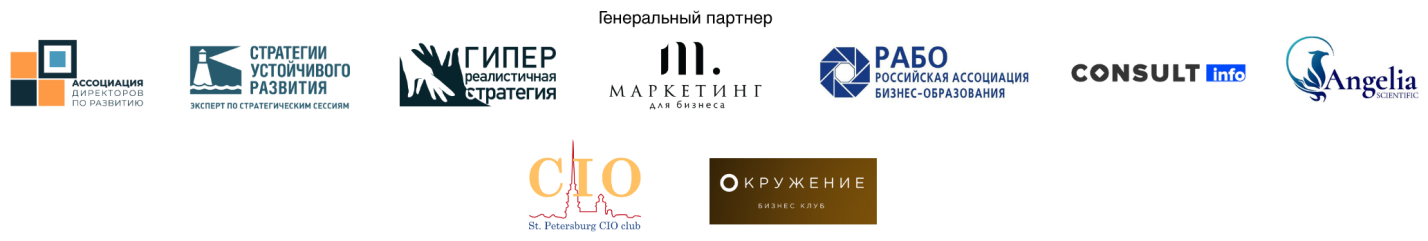 Генеральный партнер
АССОЦИАЦИЯ
ДИРЕКТОРОВ
ПО РАЗВИТИЮ
СТРАТЕГИИ
УСТОЙЧИВОГО
РАЗВИТИЯ
ЭКСПЕРТ ПО СТРАТЕГИЧЕСКИМ СЕССИЯМ
ГИПЕР
реалистичная
стратегия
m.
МАРКЕТИНГ
для бизнеса
РАБО
РОССИЙСКАЯ АССОЦИАЦИЯ
БИЗНЕС-ОБРАЗОВАНИЯ
CONSULT info
Angelia
SCIENTIFIC
CIO
St. Petersburg CIO club
ОКРУЖЕНИЕ
БИЗНЕС КЛУБ